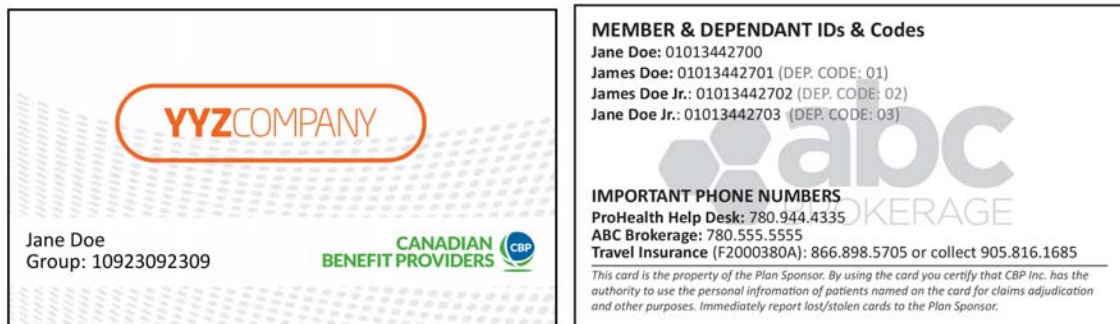 YYZCOMPANY
Jane Doe
Group: 10923092309
CANADIAN
BENEFIT PROVIDERS
CBP
MEMBER & DEPENDANT IDs & Codes
Jane Doe: 01013442700
James Doe: 01013442701 (DEP. CODE: 01)
James Doe Jr.: 01013442702 (DEP. CODE: 02)
Jane Doe Jr.: 01013442703 (DEP. CODE: 03)
abc
BROKERAGE
IMPORTANT PHONE NUMBERS
ProHealth Help Desk: 780.944.4335
ABC Brokerage: 780.555.5555
Travel Insurance (F2000380A): 866.898.5705 or collect 905.816.1685
This card is the property of the Plan Sponsor. By using the card you certify that CBP Inc. has the
authority to use the personal infromation of patients named on the card for claims adjudication
and other purposes. Immediately report lost/stolen cards to the Plan Sponsor.